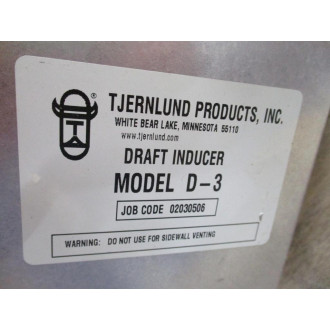 TJERNLUND PRODUCTS, INC.
WHITE BEAR LAKE, MINNESOTA 55110
www.tjernlund.com
DRAFT INDUCER
MODEL D-3
JOB CODE 02030506
WARNING: DO NOT USE FOR SIDEWALL VENTING